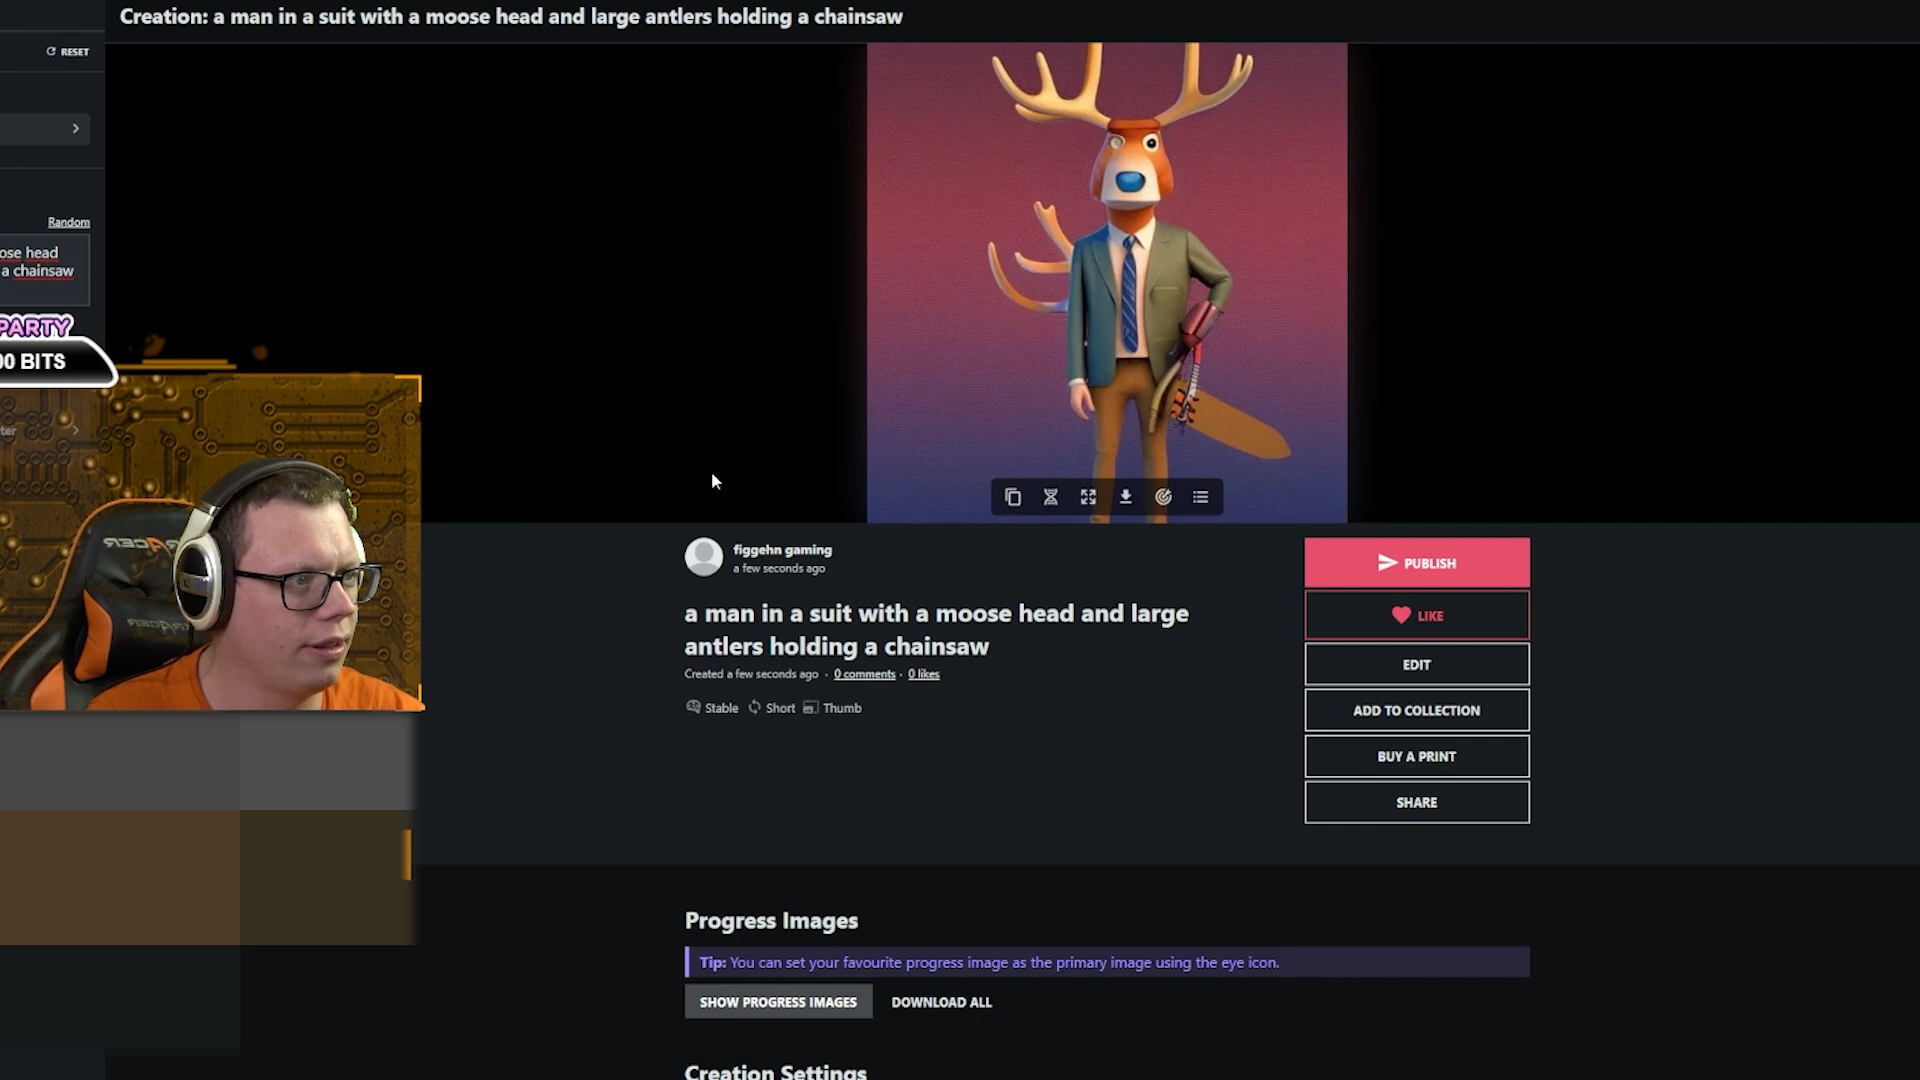 Creation: a man in a suit with a moose head and large antlers holding a chainsaw
RESET
Random
ose head
a chainsaw
PARTY
00 BITS
ter
figgehn gaming
a few seconds ago
a man in a suit with a moose head and large
antlers holding a chainsaw
Created a few seconds ago · 0 comments · 0 likes
Stable Short Thumb
PUBLISH
LIKE
EDIT
ADD TO COLLECTION
BUY A PRINT
SHARE
Progress Images
Tip: You can set your favourite progress image as the primary image using the eye icon.
SHOW PROGRESS IMAGES DOWNLOAD ALL
Creation Settings